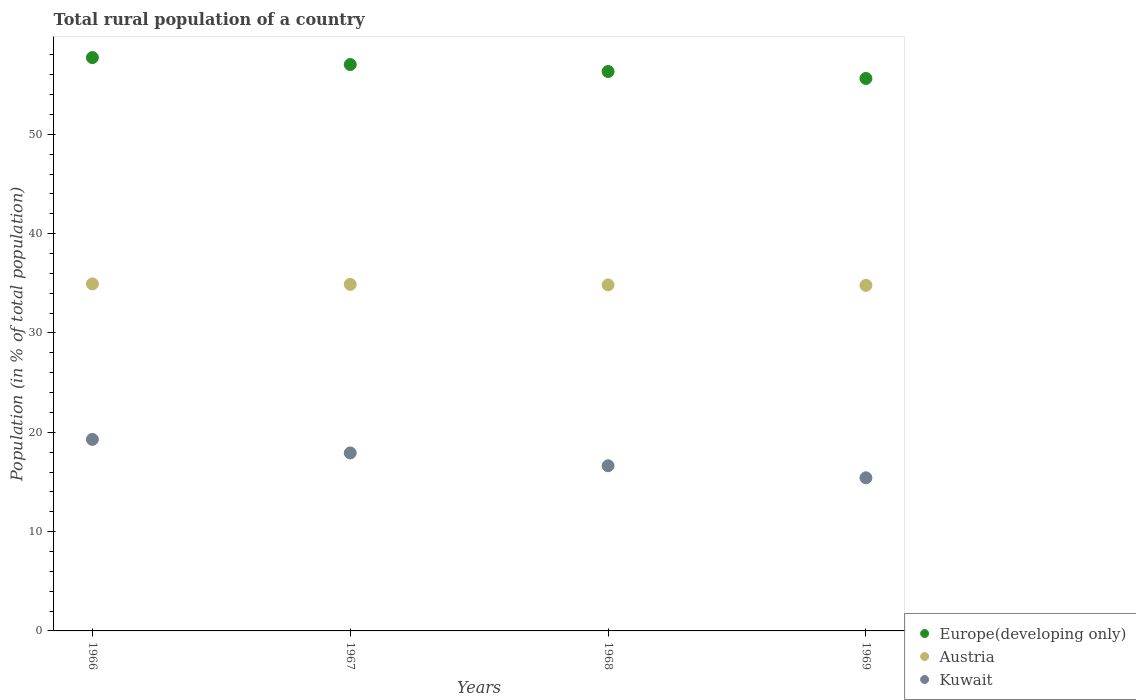 Total rural population of a country
Population (in % of total population)
50
40
30
20
10
0
1966
1967
1968
1969
Years
Europe(developing only)
Austria
Kuwait